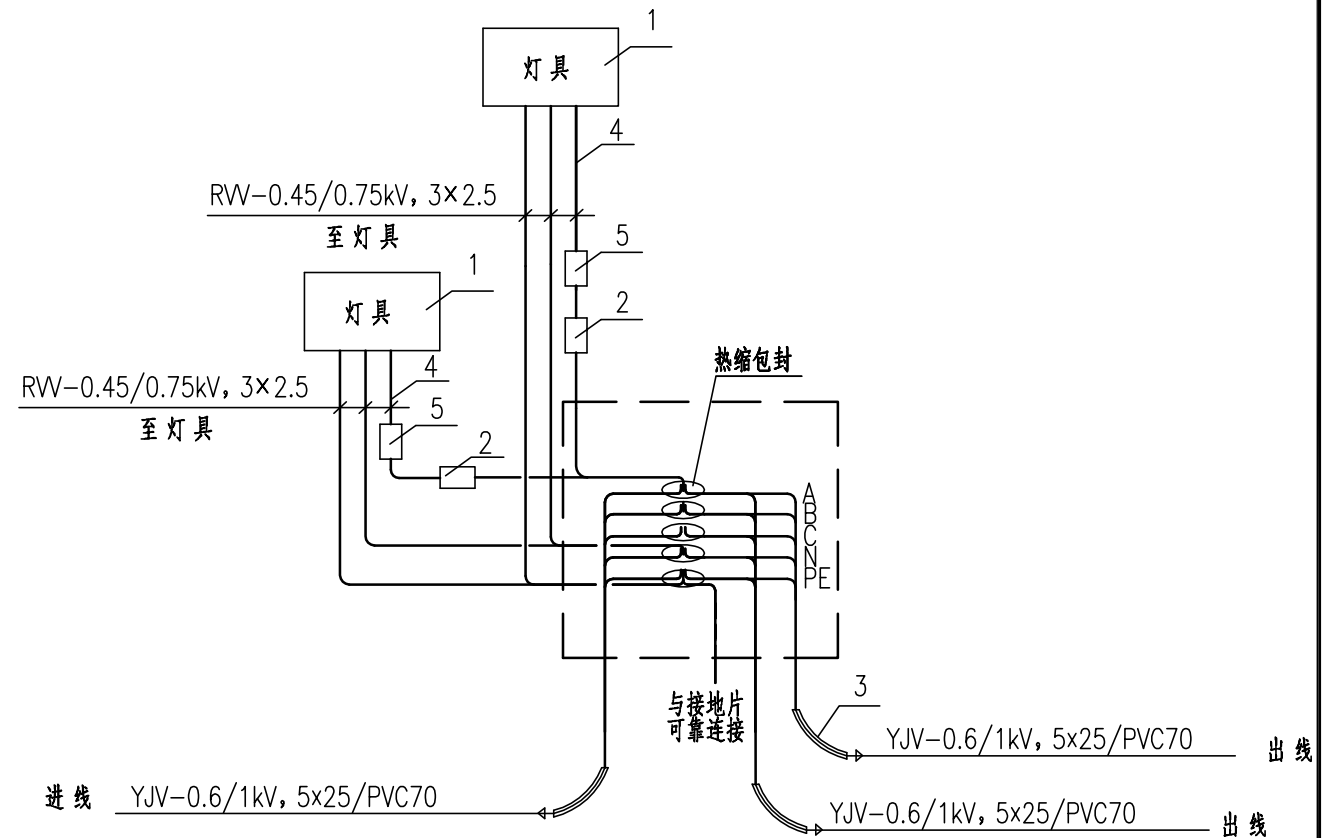 1
灯具
4
RVV-0.45/0.75kV, 3×2.5
至灯具
5
1
2
灯具
热缩包封
4
RVV-0.45/0.75kV, 3×2.5
至灯具
5
2
A
B
C
N
PE
与接地片
可靠连接
3
YJV-0.6/1kV, 5x25/PVC70
出线
进线
YJV-0.6/1kV, 5x25/PVC70
YJV-0.6/1kV, 5x25/PVC70
出线